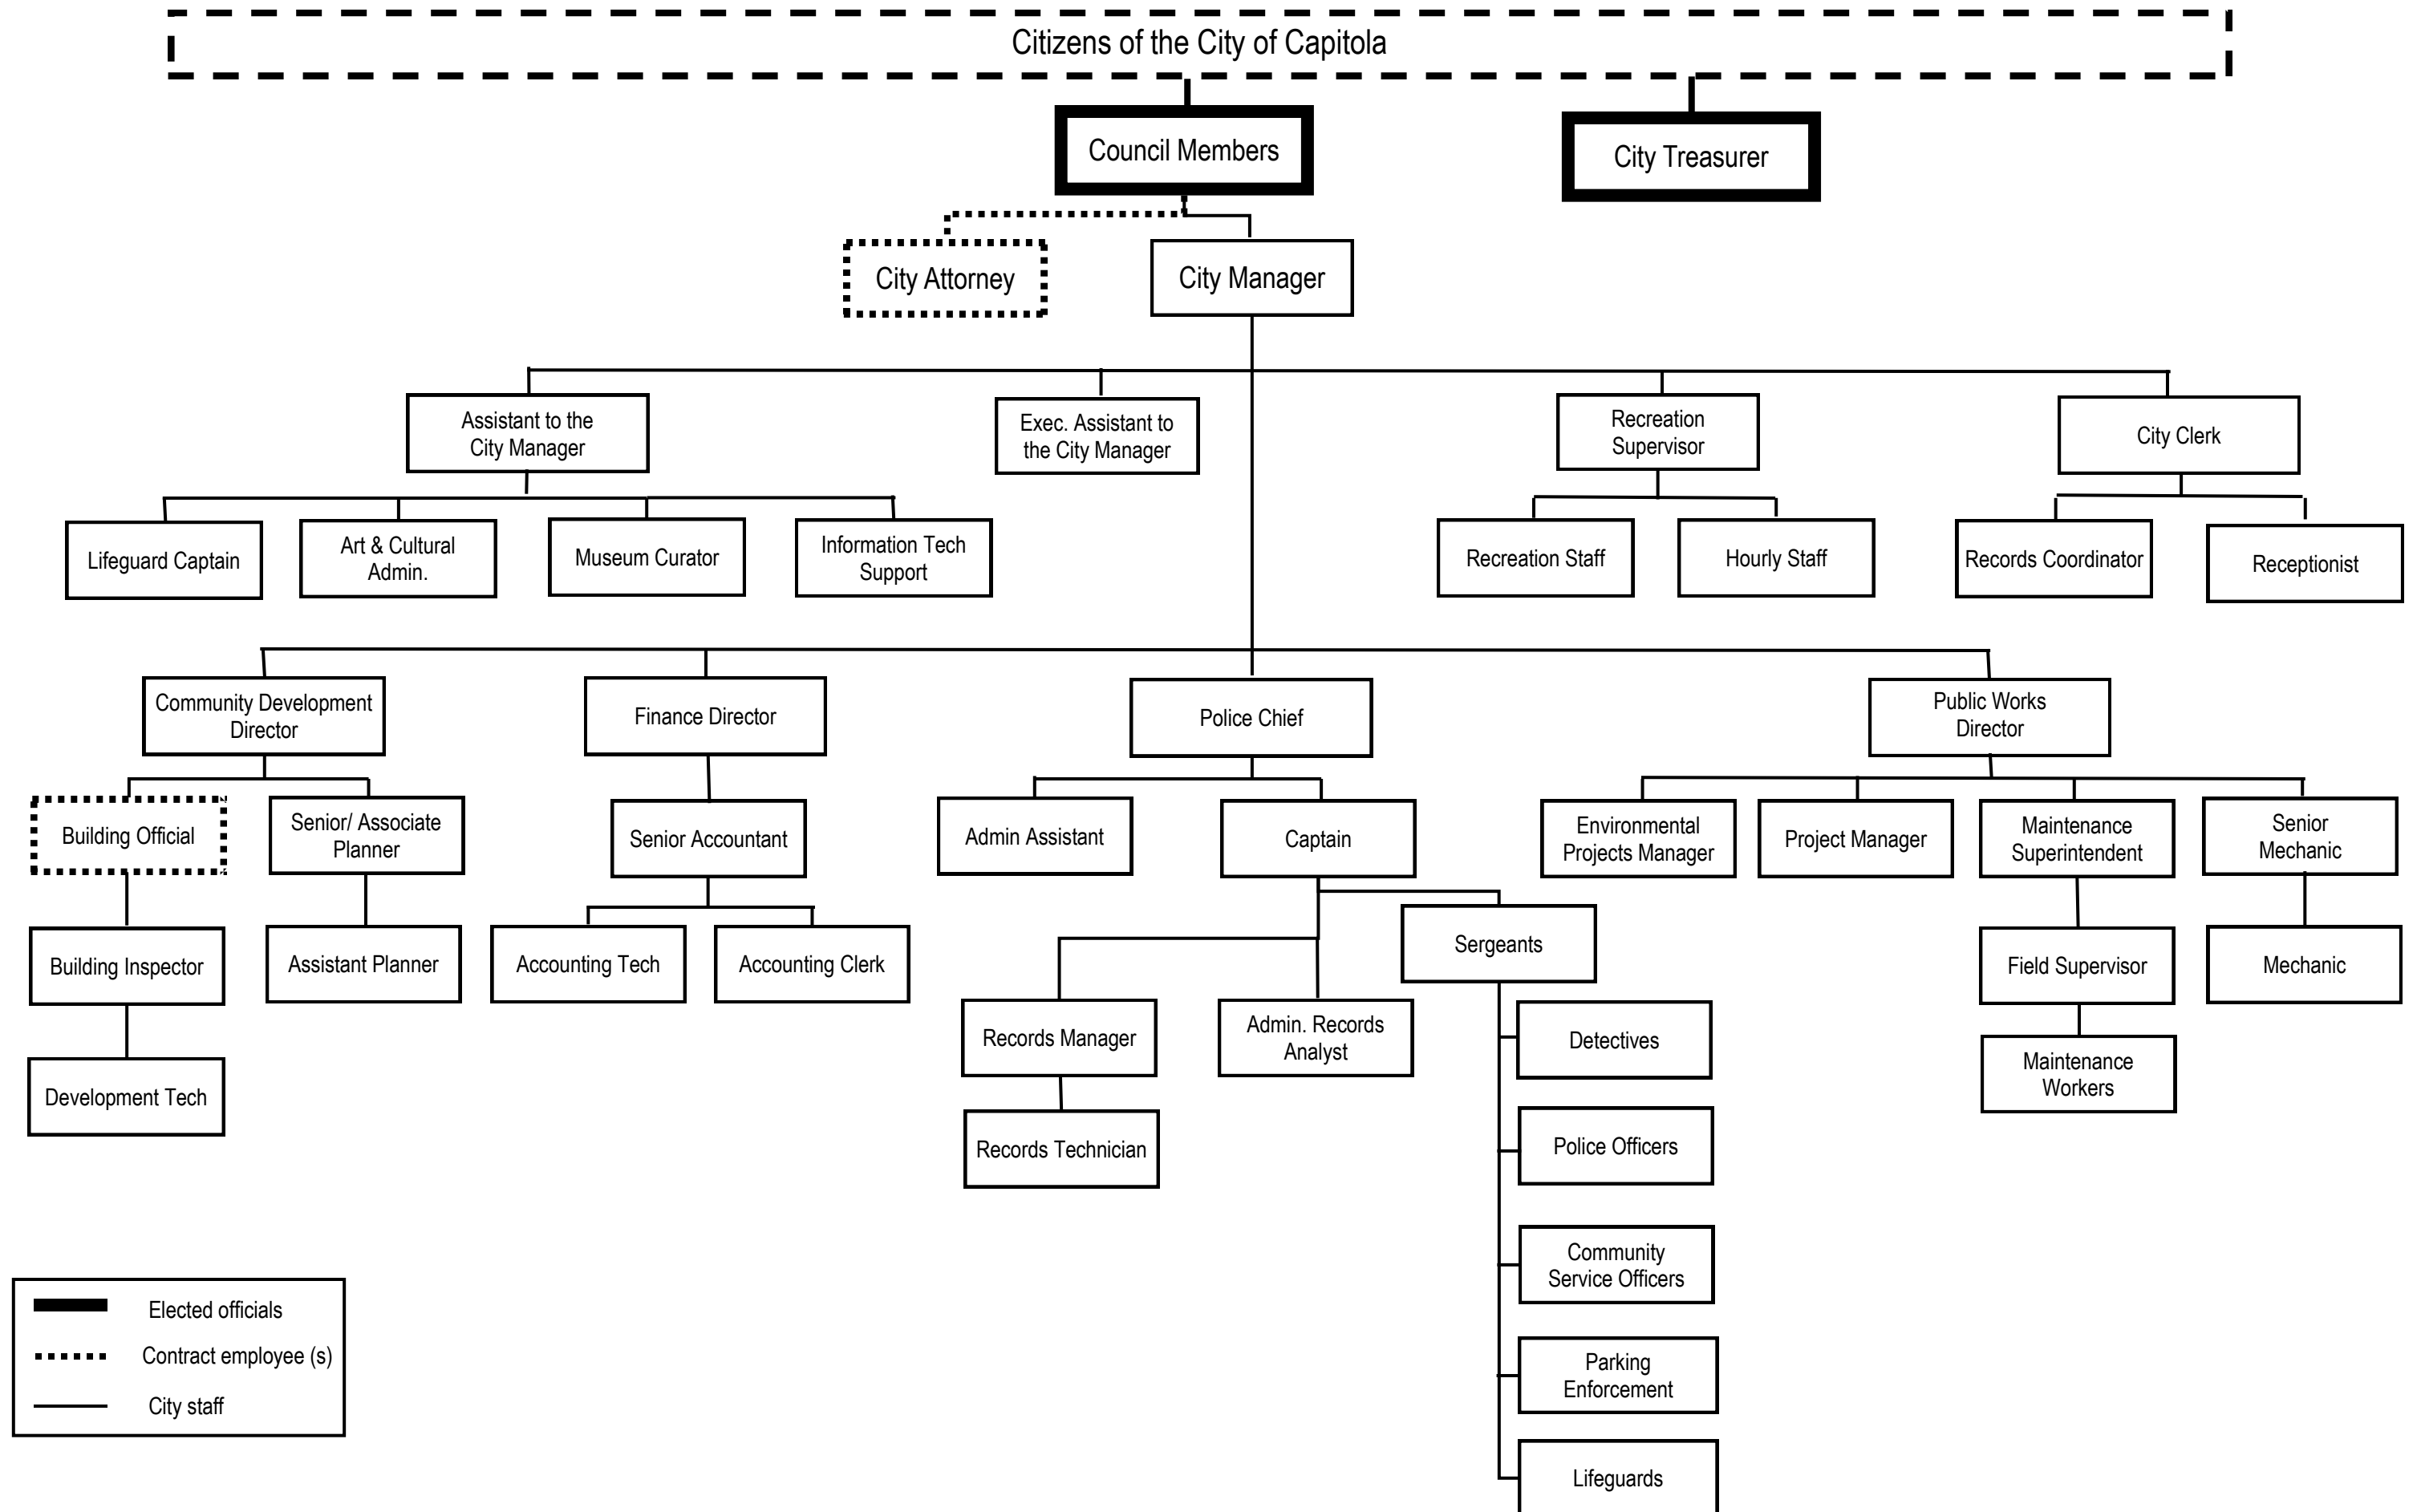 Citizens of the City of Capitola
Council Members
City Treasurer
City Attorney
City Manager
Assistant to the
City Manager
Exec. Assistant to
the City Manager
Recreation
Supervisor
City Clerk
Lifeguard Captain
Art & Cultural
Admin.
Museum Curator
Information Tech
Support
Recreation Staff
Hourly Staff
Records Coordinator
Receptionist
Community Development
Director
Finance Director
Police Chief
Public Works
Director
Building Official
Senior/ Associate
Planner
Senior Accountant
Admin Assistant
Captain
Environmental
Projects Manager
Project Manager
Maintenance
Superintendent
Senior
Mechanic
Building Inspector
Assistant Planner
Accounting Tech
Accounting Clerk
Sergeants
Field Supervisor
Mechanic
Records Manager
Admin. Records
Analyst
Detectives
Maintenance
Workers
Development Tech
Records Technician
Police Officers
Community
Service Officers
Parking
Enforcement
Lifeguards
Elected officials
Contract employee (s)
City staff